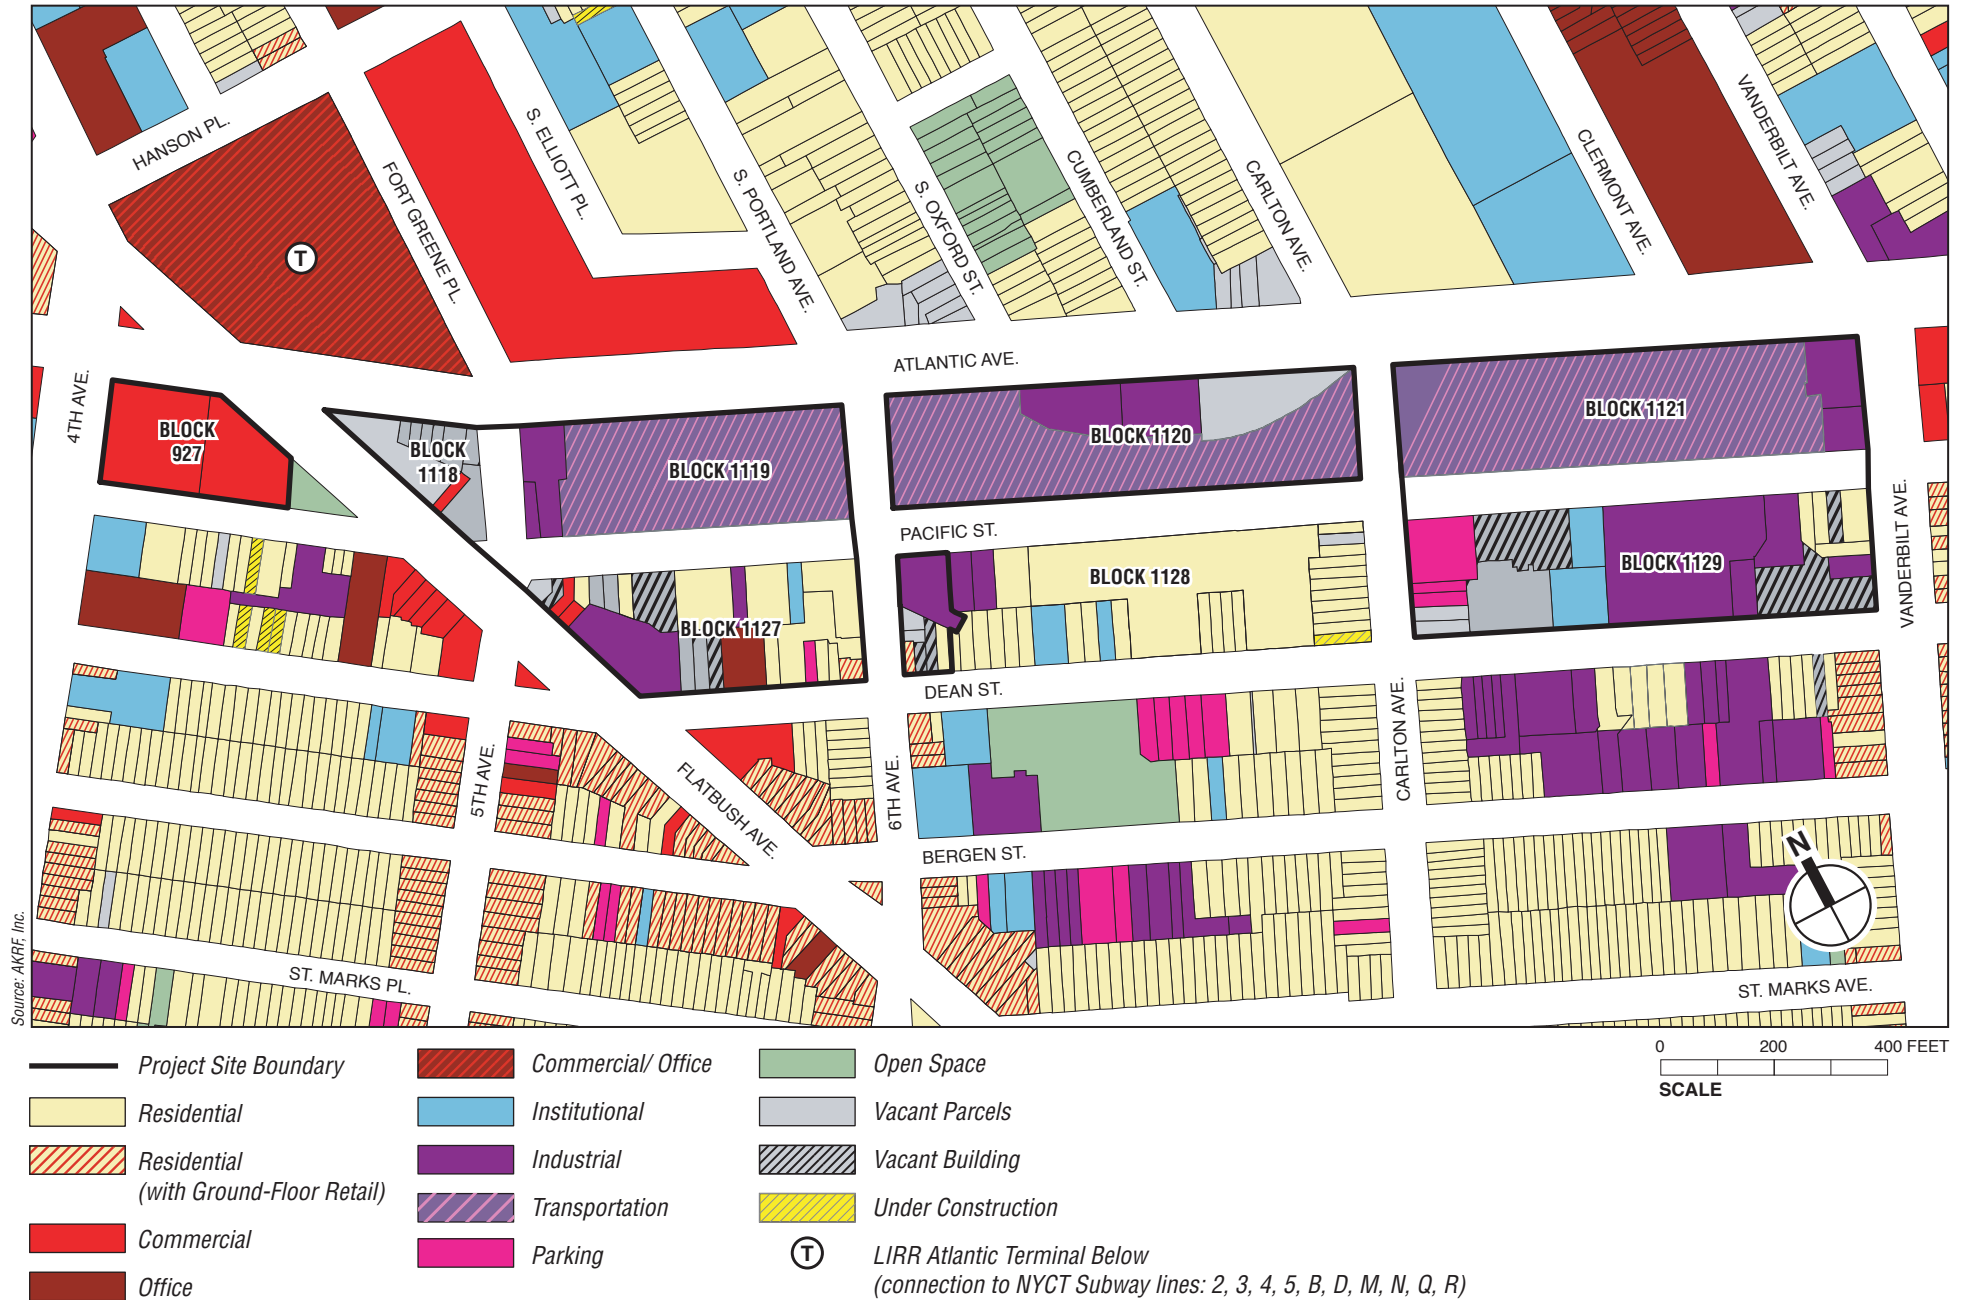 HANSON PL.
FORT GREENE PL.
S. ELLIOTT PL.
S. PORTLAND AVE.
S. OXFORD ST.
CUMBERLAND ST.
CARLTON AVE.
CLERMONT AVE.
VANDERBILT AVE.
T
ATLANTIC AVE.
4TH AVE.
BLOCK
927
BLOCK
1118
BLOCK 1119
BLOCK 1120
BLOCK 1121
PACIFIC ST.
BLOCK 1127
BLOCK 1128
BLOCK 1129
VANDERBILT AVE.
DEAN ST.
5TH AVE.
FLATBUSH AVE.
6TH AVE.
CARLTON AVE.
BERGEN ST.
N
ST. MARKS PL.
ST. MARKS AVE.
Source: AKRF, Inc.
Project Site Boundary
Residential
Residential
(with Ground-Floor Retail)
Commercial
Office
Commercial/ Office
Institutional
Industrial
Transportation
Parking
Open Space
Vacant Parcels
Vacant Building
Under Construction
T
LIRR Atlantic Terminal Below
(connection to NYCT Subway lines: 2, 3, 4, 5, B, D, M, N, Q, R)
0 200 400 FEET
SCALE